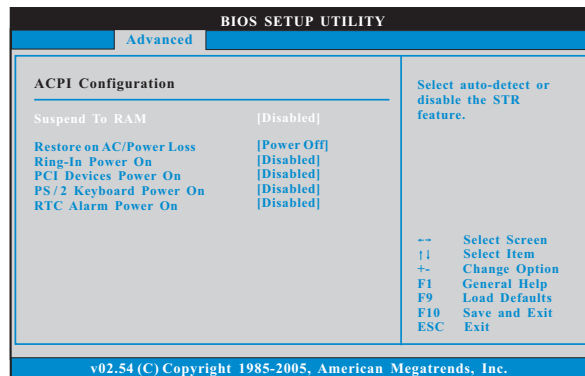 BIOS SETUP UTILITY
Advanced
ACPI Configuration
Suspend To RAM [Disabled]
Restore on AC/Power Loss [Power Off]
Ring-In Power On [Disabled]
PCI Devices Power On [Disabled]
PS/2 Keyboard Power On [Disabled]
RTC Alarm Power On [Disabled]
Select auto-detect or
disable the STR
feature.
←→ Select Screen
↑↓ Select Item
+- Change Option
F1 General Help
F9 Load Defaults
F10 Save and Exit
ESC Exit
v02.54 (C) Copyright 1985-2005, American Megatrends, Inc.